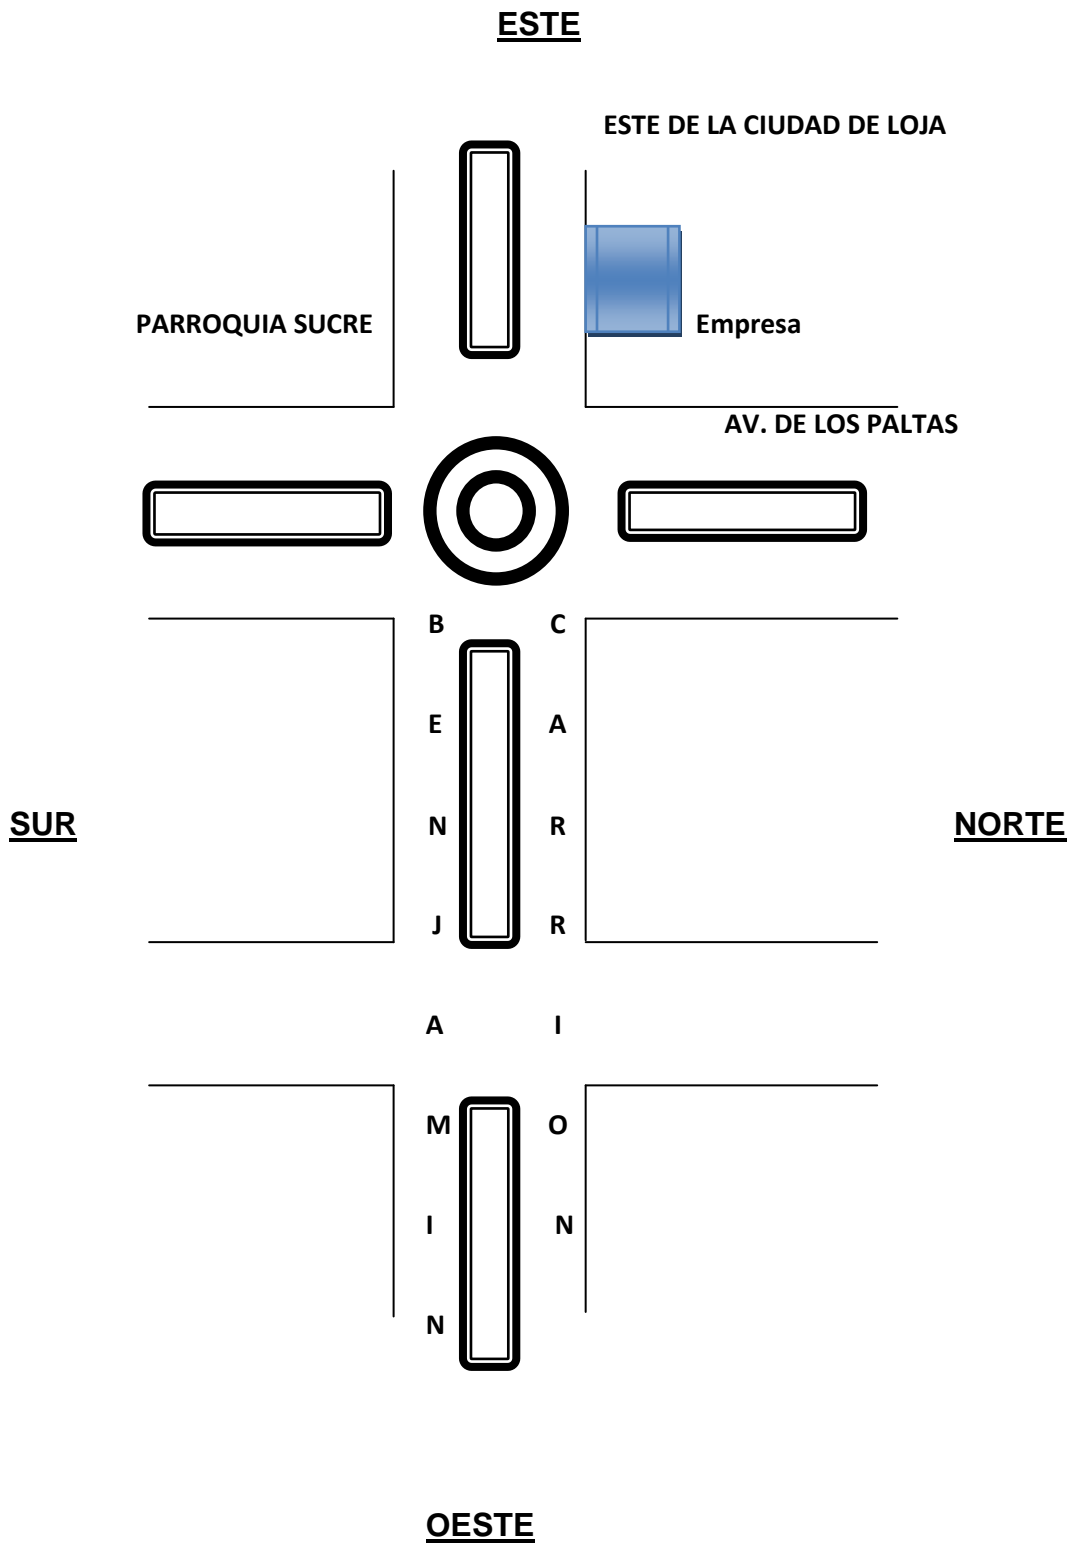 ESTE
ESTE DE LA CIUDAD DE LOJA
PARROQUIA SUCRE
Empresa
AV. DE LOS PALTAS
B C
E A
N R
J R
SUR
NORTE
A I
M O
I N
N
OESTE